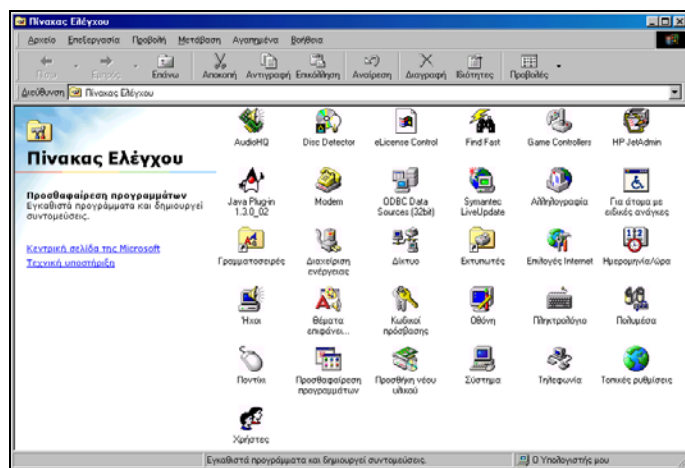 Πίνακας Ελέγχου
Αρχείο Επεξεργασία Προβολή Μετάβαση Αγαπημένα Βοήθεια
Πίσω Εμπρός Επάνω Αποκοπή Αντιγραφή Επικόλληση Αναίρεση Διαγραφή Ιδιότητες Προβολές
Διεύθυνση Πίνακας Ελέγχου
Πίνακας Ελέγχου
Προσθαφαίρεση προγραμμάτων
Εγκαθιστά προγράμματα και δημιουργεί
συντομεύσεις.
Κεντρική σελίδα της Microsoft
Τεχνική υποστήριξη
AudioHQ
Disc Detector
eLicense Control
Find Fast
Game Controllers
HP JetAdmin
Java Plug-in
1.3.0_02
Modem
ODBC Data
Sources (32bit)
Symantec
LiveUpdate
Αλληλογραφία
Για άτομα με
ειδικές ανάγκες
Γραμματοσειρές
Διαχείριση
ενέργειας
Δίκτυο
Εκτυπωτές
Επιλογές Internet
Ημερομηνία/ώρα
Ήχοι
Θέματα
επιφάνει...
Κωδικοί
πρόσβασης
Οθόνη
Πληκτρολόγιο
Πολυμέσα
Ποντίκι
Προσθαφαίρεση
προγραμμάτων
Προσθήκη νέου
υλικού
Σύστημα
Τηλεφωνία
Τοπικές ρυθμίσεις
Χρήστες
Εγκαθιστά προγράμματα και δημιουργεί συντομεύσεις. Ο Υπολογιστής μου